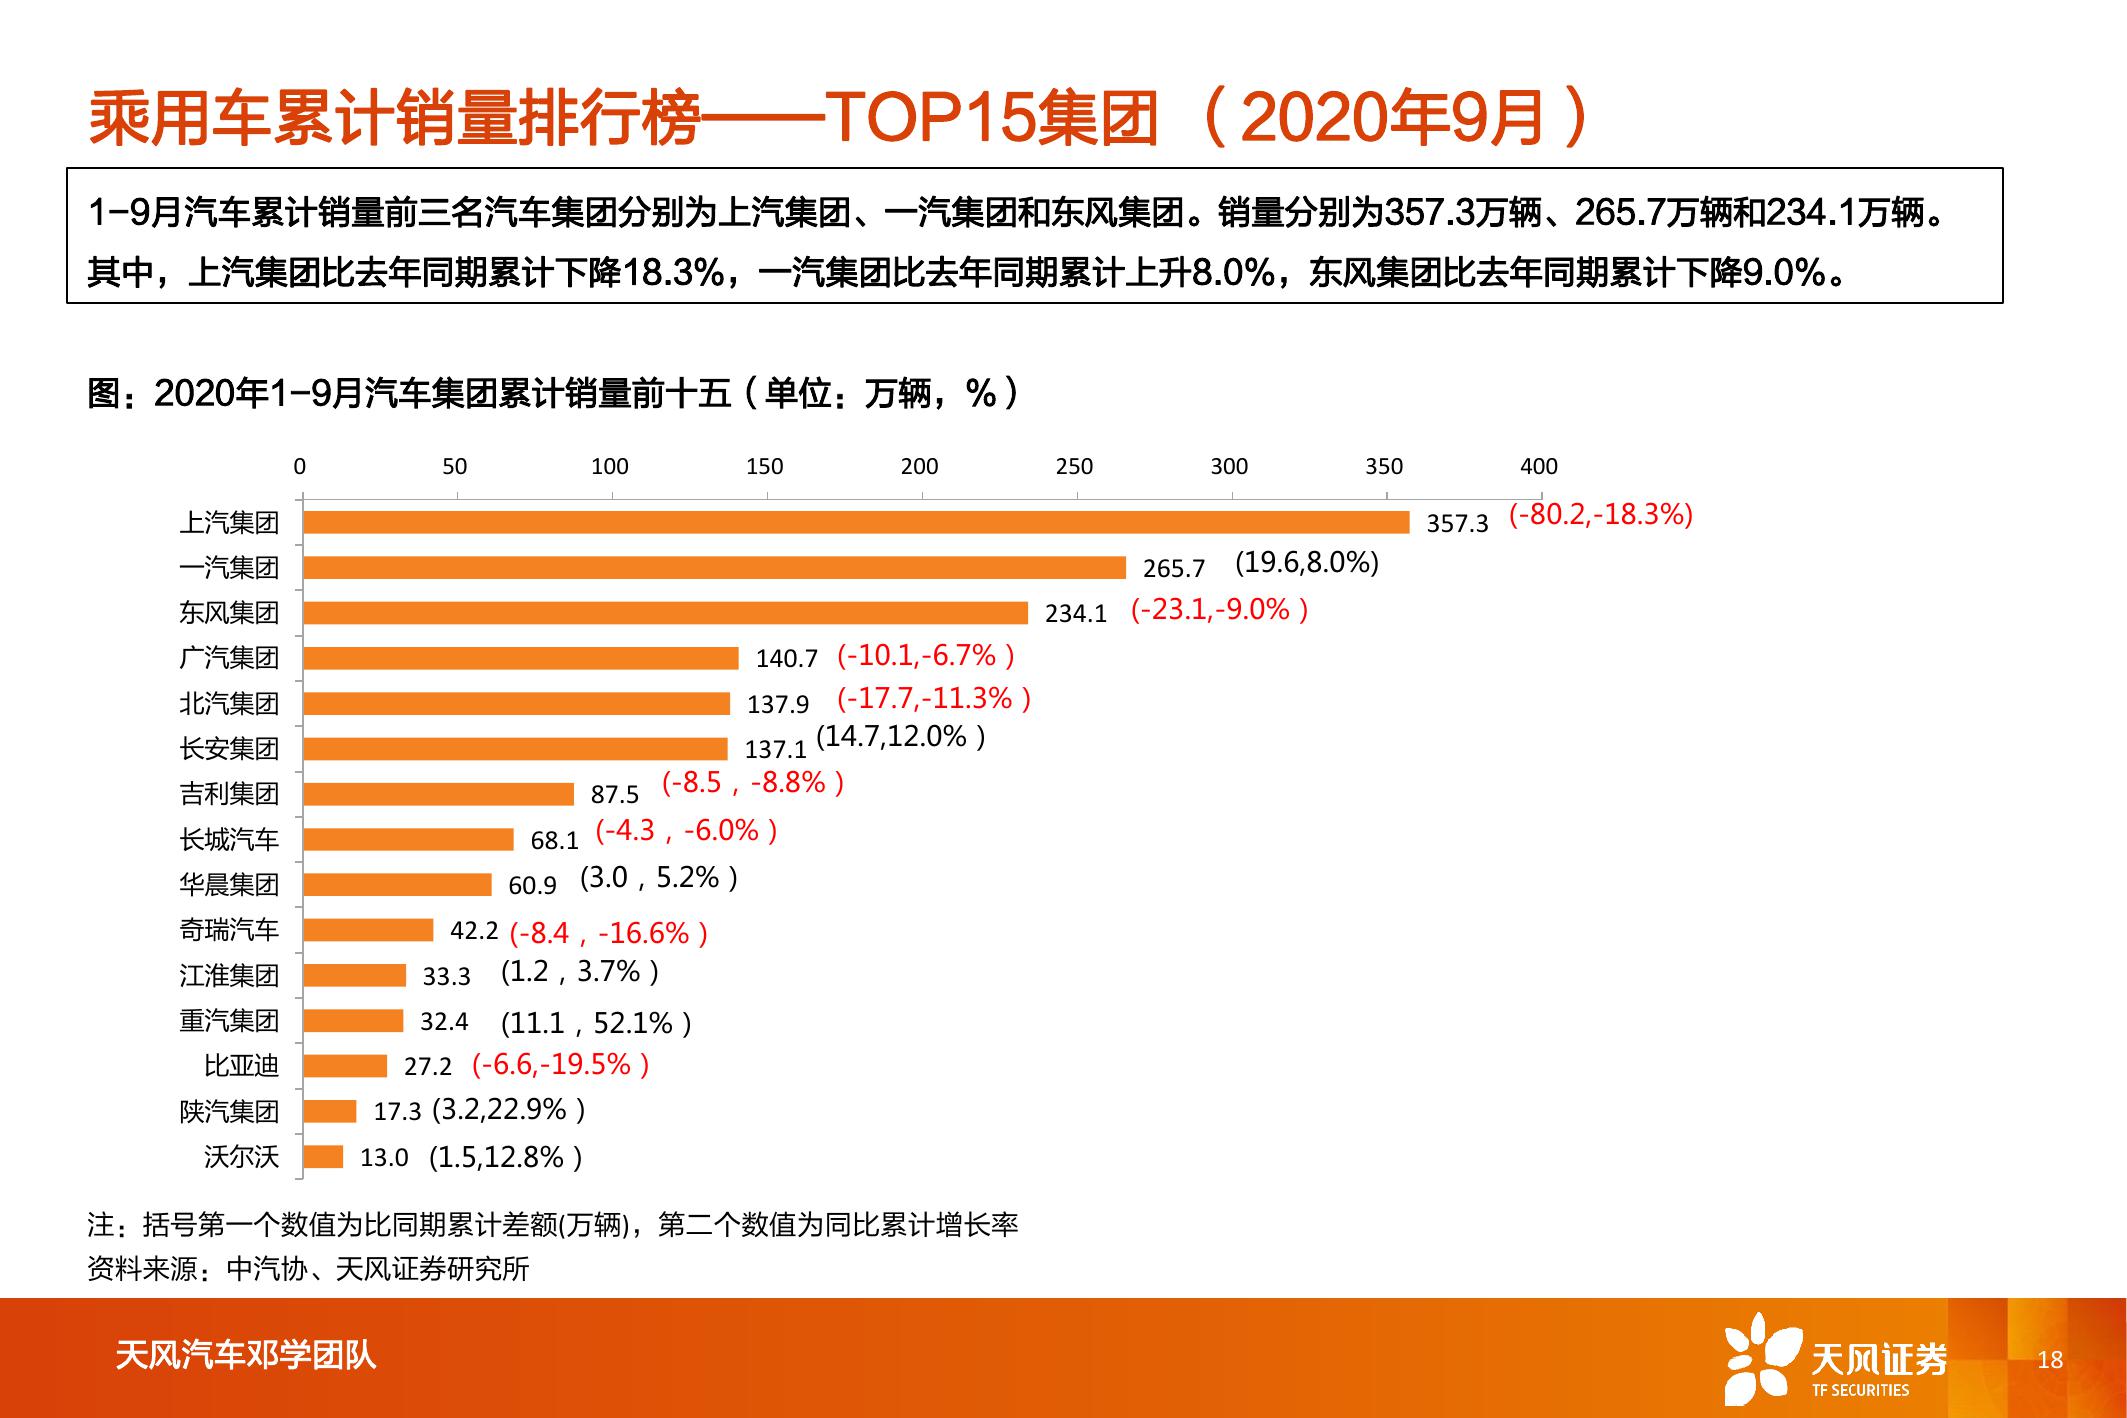 乘用车累计销量排行榜——TOP15集团（2020年9月）
1-9月汽车累计销量前三名汽车集团分别为上汽集团、一汽集团和东风集团。销量分别为357.3万辆、265.7万辆和234.1万辆。
其中，上汽集团比去年同期累计下降18.3%，一汽集团比去年同期累计上升8.0%，东风集团比去年同期累计下降9.0%。
图：2020年1-9月汽车集团累计销量前十五（单位：万辆，%）
0 50 100 150 200 250 300 350 400
上汽集团 357.3 (-80.2,-18.3%)
一汽集团 265.7 (19.6,8.0%)
东风集团 234.1 (-23.1,-9.0%）
广汽集团 140.7 (-10.1,-6.7%）
北汽集团 137.9 (-17.7,-11.3%）
长安集团 137.1 (14.7,12.0%）
吉利集团 87.5 (-8.5，-8.8%）
长城汽车 68.1 (-4.3，-6.0%）
华晨集团 60.9 (3.0，5.2%）
奇瑞汽车 42.2 (-8.4，-16.6%）
江淮集团 33.3 (1.2，3.7%）
重汽集团 32.4 (11.1，52.1%）
比亚迪 27.2 (-6.6,-19.5%）
陕汽集团 17.3 (3.2,22.9%）
沃尔沃 13.0 (1.5,12.8%）
注：括号第一个数值为比同期累计差额(万辆)，第二个数值为同比累计增长率
资料来源：中汽协、天风证券研究所
天风汽车邓学团队
天风证券
TF SECURITIES
18